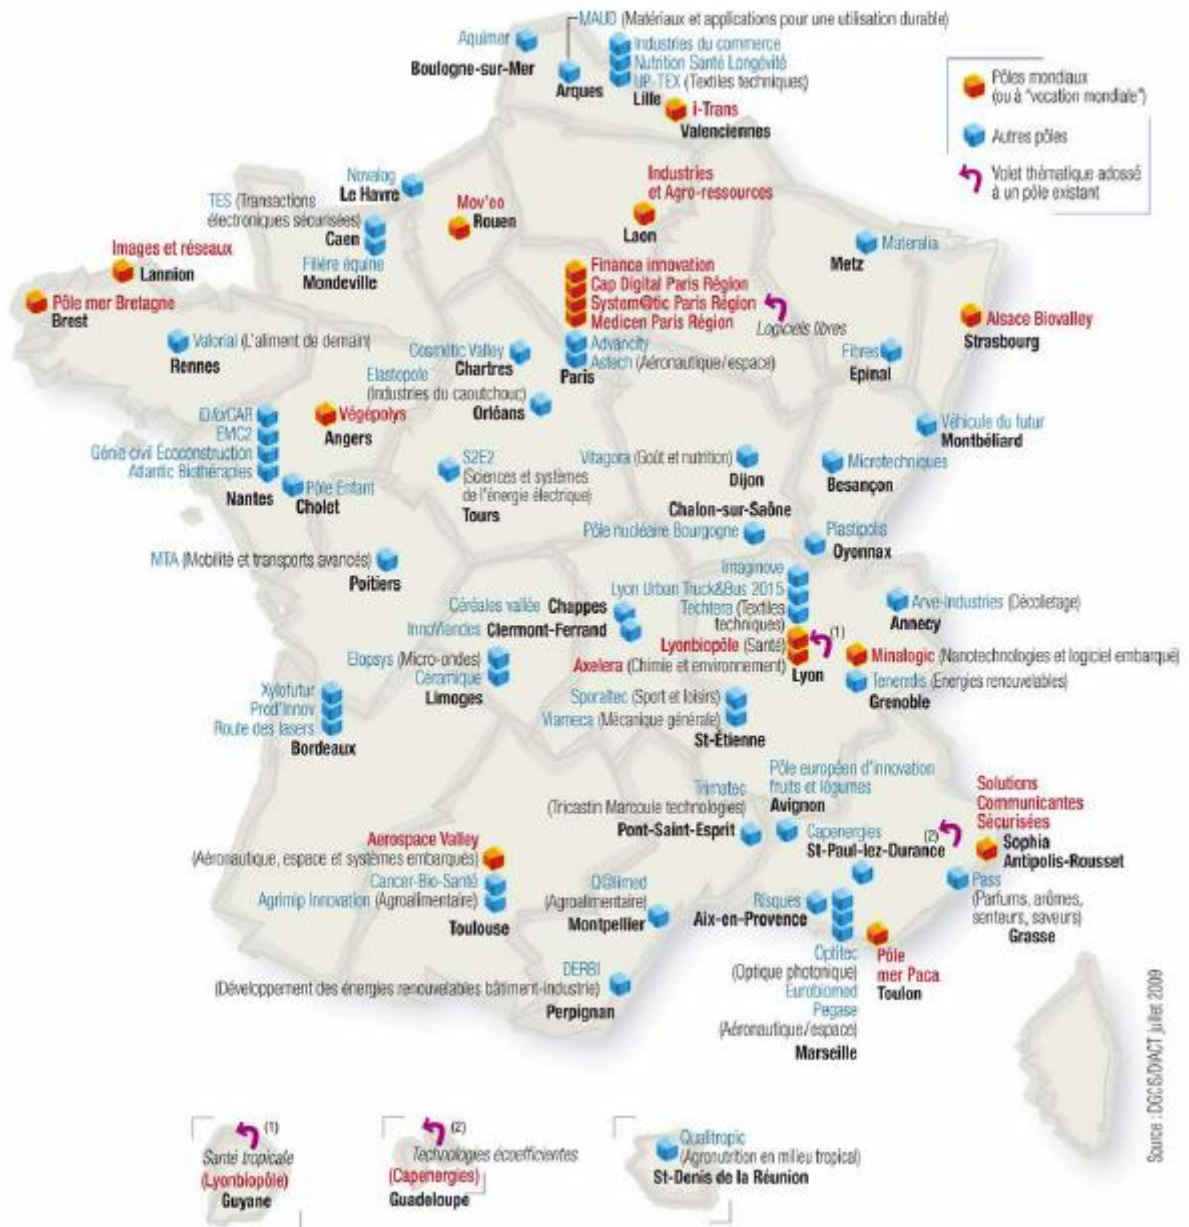 MAUD (Matériaux et applications pour une utilisation durable)
Aquimer
Boulogne-sur-Mer
Arques
Industries du commerce
Nutrition Santé Longévité
UP-TEX (Textiles techniques)
Lille
i-Trans
Valenciennes
Pôles mondiaux
(ou à "vocation mondiale")
Autres pôles
Volet thématique adossé
à un pôle existant
Novalog
Le Havre
TES (Transactions
électroniques sécurisées)
Caen
Filière équine
Mondeville
Mov'eo
Rouen
Industries
et Agro-ressources
Laon
Materalia
Metz
Images et réseaux
Lannion
Pôle mer Bretagne
Brest
Valorial (L'aliment de demain)
Rennes
Finance innovation
Cap Digital Paris Région
System@tic Paris Région
Medicen Paris Région
Logiciels libres
Advancity
Astech (Aéronautique/espace)
Paris
Alsace Biovalley
Strasbourg
Fibres
Epinal
Cosmétic Valley
Chartres
Elastopole
(Industries du caoutchouc)
Orléans
iD/forCAR
EMC2
Génie civil Écoconstruction
Atlantic Biothérapies
Nantes
Végépolys
Angers
Pôle Enfant
Cholet
S2E2
(Sciences et systèmes
de l'énergie électrique)
Tours
Vitagora (Goût et nutrition)
Dijon
Véhicule du futur
Montbéliard
Microtechniques
Besançon
Chalon-sur-Saône
Pôle nucléaire Bourgogne
Plastipolis
Oyonnax
MTA (Mobilité et transports avancés)
Poitiers
Imaginove
Lyon Urban Truck&Bus 2015
Techtera (Textiles
techniques)
Lyonbiopôle (Santé)
(1)
Axelera (Chimie et environnement)
Lyon
Arve-Industries (Décolletage)
Annecy
Céréales vallée Chappes
InnoViandes Clermont-Ferrand
Minalogic (Nanotechnologies et logiciel embarqué)
Tenerrdis (Energies renouvelables)
Grenoble
Elopsys (Micro-ondes)
Céramique
Limoges
Xylofutur
Prod'Innov
Route des lasers
Bordeaux
Sporaltec (Sport et loisirs)
Viameca (Mécanique générale)
St-Étienne
Trimatec
(Tricastin Marcoule technologies)
Pont-Saint-Esprit
Pôle européen d'innovation
fruits et légumes
Avignon
Capenergies
(2)
St-Paul-lez-Durance
Solutions
Communicantes
Sécurisées
Sophia
Antipolis-Rousset
Aerospace Valley
(Aéronautique, espace et systèmes embarqués)
Cancer-Bio-Santé
Agrimip Innovation (Agroalimentaire)
Toulouse
Q@limed
(Agroalimentaire)
Montpellier
Risques
Aix-en-Provence
Pass
(Parfums, arômes,
senteurs, saveurs)
Grasse
Optitec
(Optique photonique)
Eurobiomed
Pegase
(Aéronautique/espace)
Marseille
Pôle
mer Paca
Toulon
DERBI
(Développement des énergies renouvelables bâtiment-industrie)
Perpignan
Source : DGCIS/DIACT juillet 2009
(1)
Santé tropicale
(Lyonbiopôle)
Guyane
(2)
Technologies écoefficientes
(Capenergies)
Guadeloupe
Qualitropic
(Agronutrition en milieu tropical)
St-Denis de la Réunion